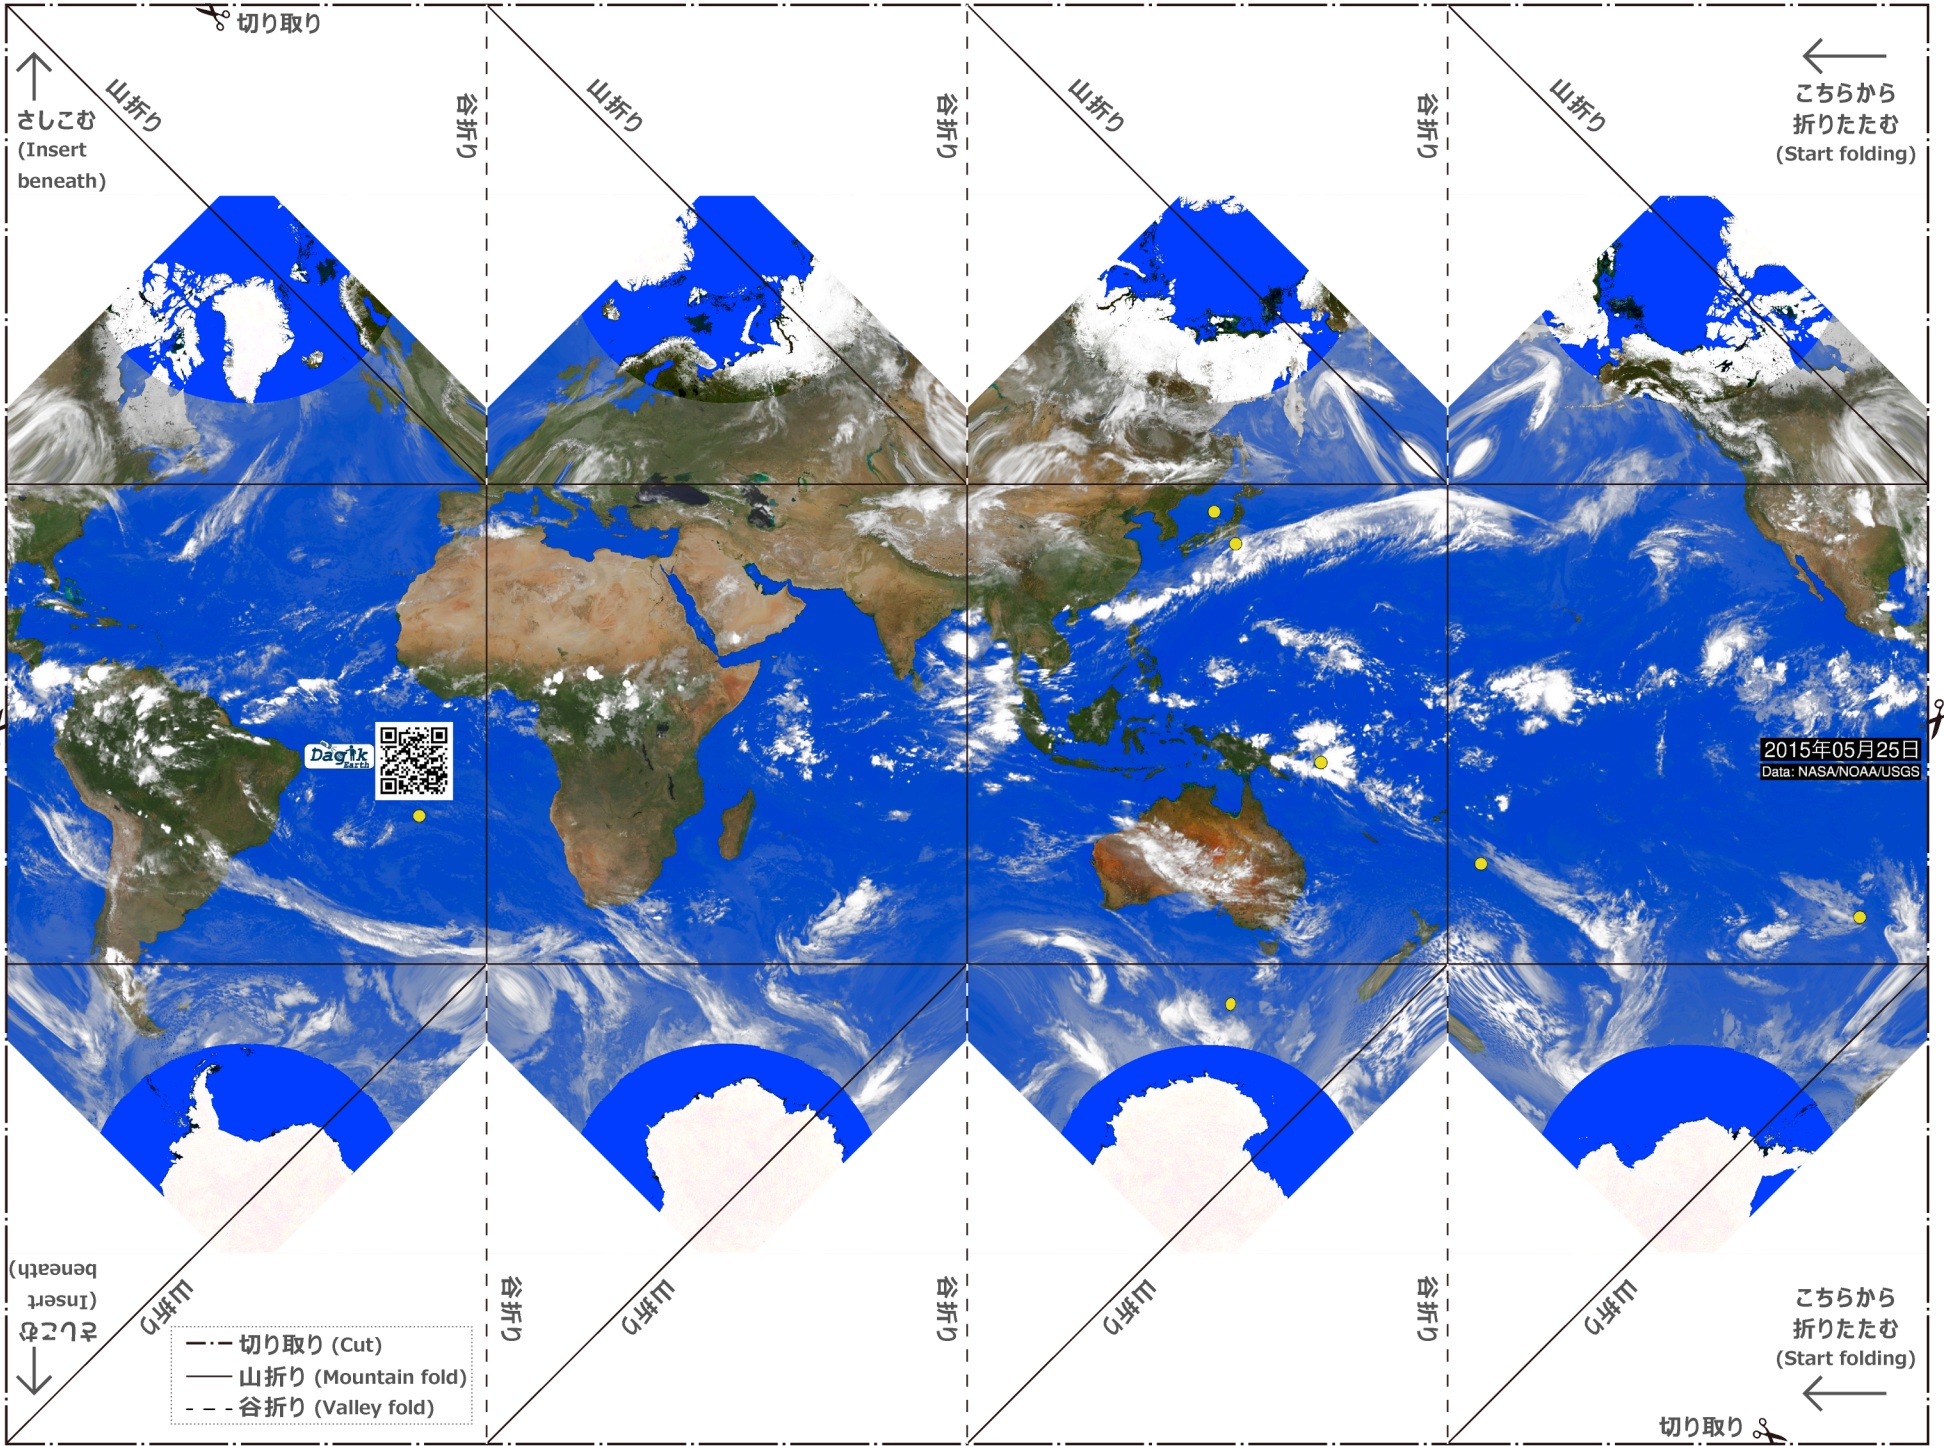 切り取り
山折り
谷折り
山折り
谷折り
山折り
谷折り
山折り
さしこむ
(Insert
beneath)
こちらから
折りたたむ
(Start folding)
Dagik
Earth
2015年05月25日
Data: NASA/NOAA/USGS
さしこむ
(Insert
beneath)
山折り
谷折り
山折り
谷折り
山折り
谷折り
山折り
こちらから
折りたたむ
(Start folding)
切り取り (Cut)
山折り (Mountain fold)
谷折り (Valley fold)
切り取り